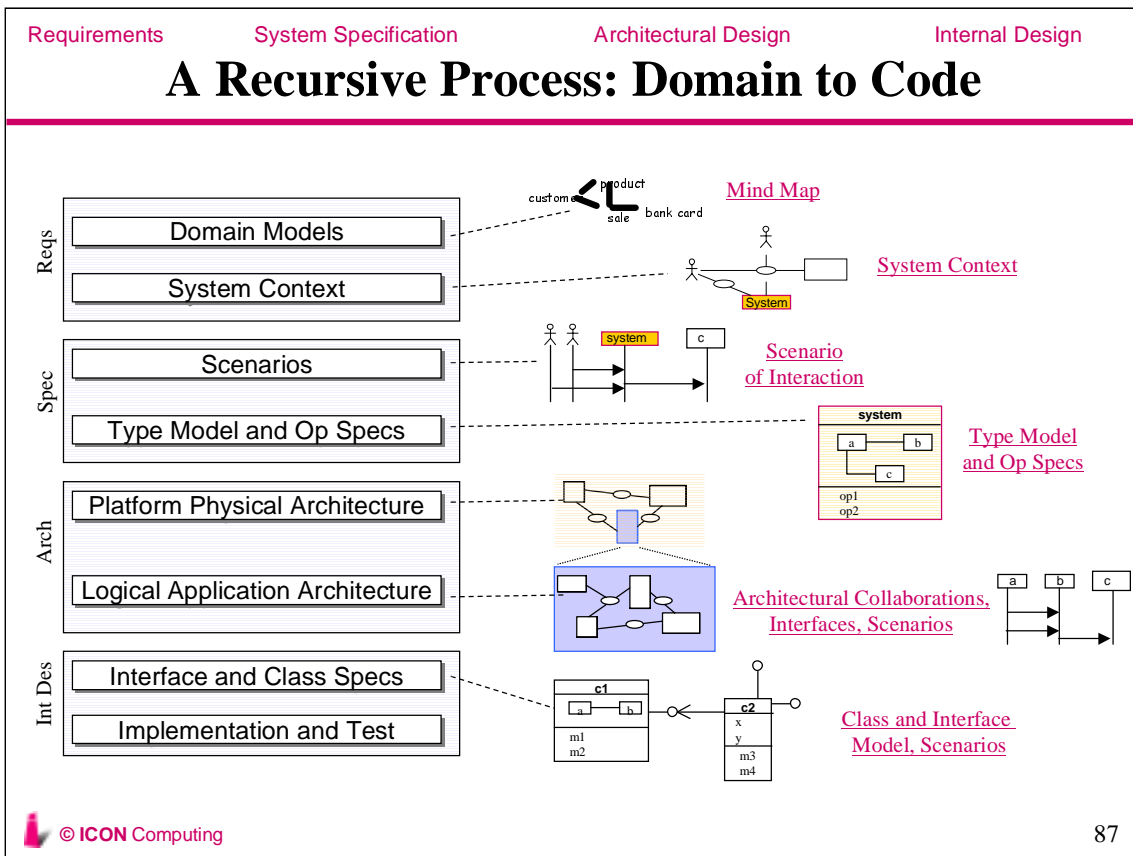 Requirements System Specification Architectural Design Internal Design
A Recursive Process: Domain to Code
Reqs
Domain Models
System Context
product
custome
sale
bank card
Mind Map
System
System Context
Spec
Scenarios
Type Model and Op Specs
system
c
Scenario
of Interaction
system
a b
c
op1
op2
Type Model
and Op Specs
Arch
Platform Physical Architecture
Logical Application Architecture
Architectural Collaborations,
Interfaces, Scenarios
a b c
Int Des
Interface and Class Specs
Implementation and Test
c1
a b
m1
m2
c2
x
y
m3
m4
Class and Interface
Model, Scenarios
© ICON Computing
87